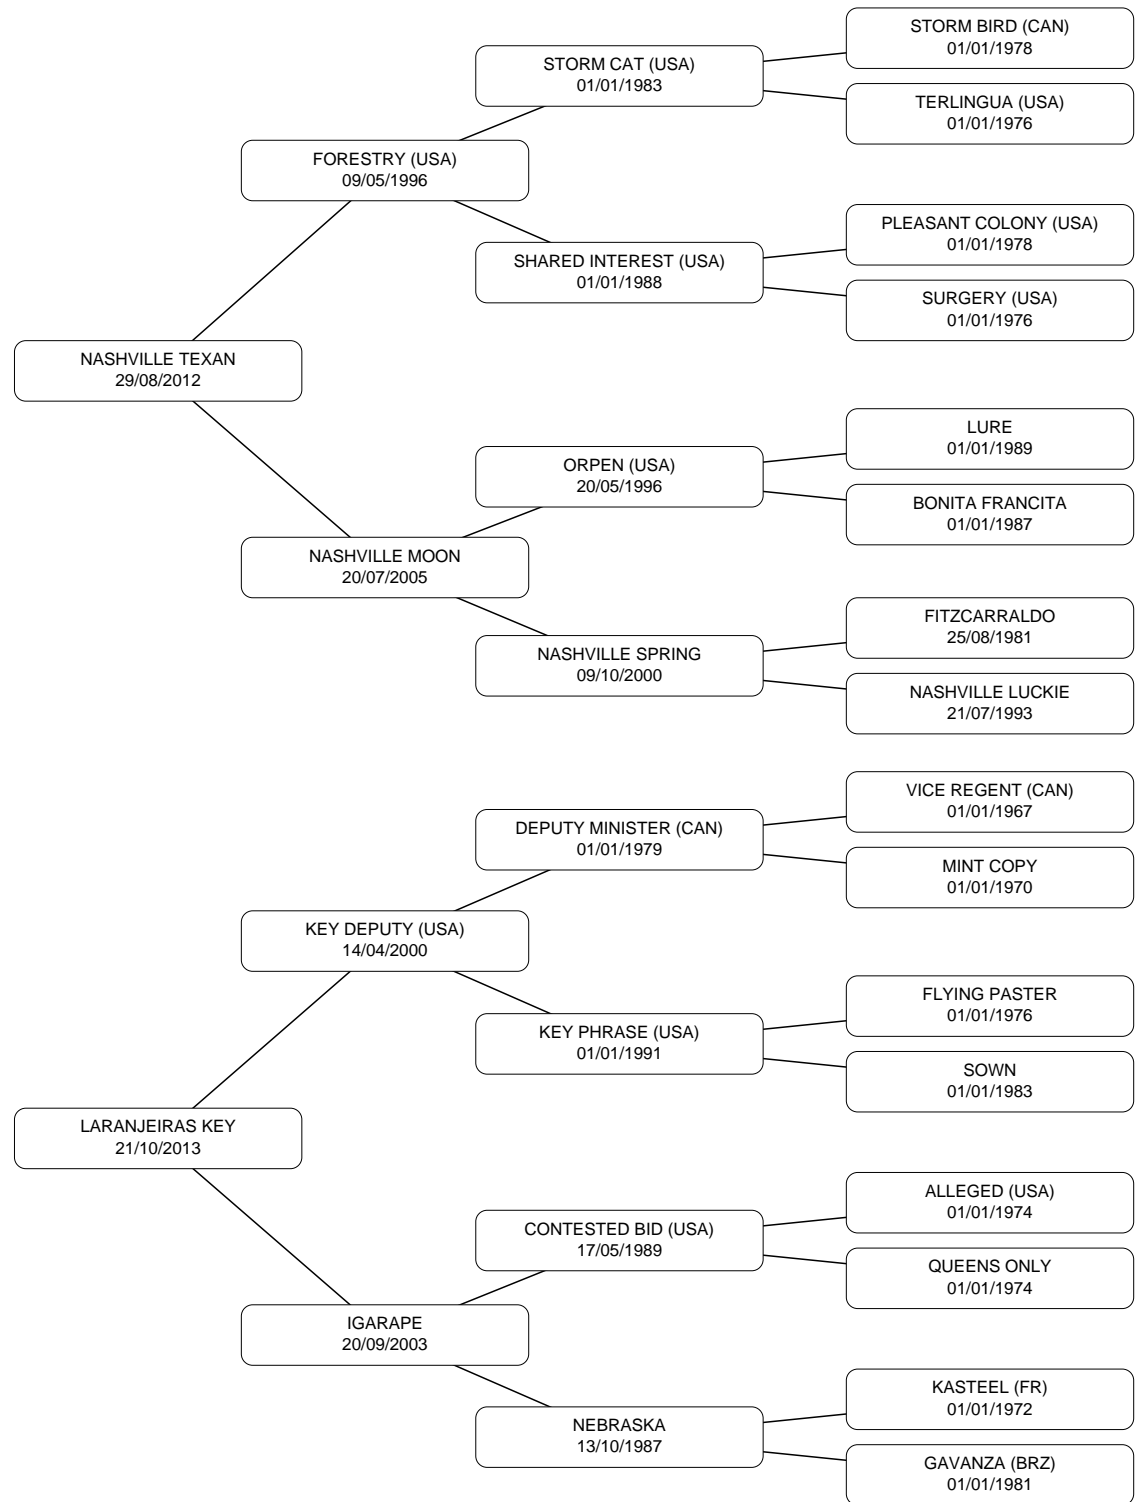 STORM BIRD (CAN)
01/01/1978
STORM CAT (USA)
01/01/1983
TERLINGUA (USA)
01/01/1976
FORESTRY (USA)
09/05/1996
PLEASANT COLONY (USA)
01/01/1978
SHARED INTEREST (USA)
01/01/1988
SURGERY (USA)
01/01/1976
NASHVILLE TEXAN
29/08/2012
LURE
01/01/1989
ORPEN (USA)
20/05/1996
BONITA FRANCITA
01/01/1987
NASHVILLE MOON
20/07/2005
FITZCARRALDO
25/08/1981
NASHVILLE SPRING
09/10/2000
NASHVILLE LUCKIE
21/07/1993
VICE REGENT (CAN)
01/01/1967
DEPUTY MINISTER (CAN)
01/01/1979
MINT COPY
01/01/1970
KEY DEPUTY (USA)
14/04/2000
FLYING PASTER
01/01/1976
KEY PHRASE (USA)
01/01/1991
SOWN
01/01/1983
LARANJEIRAS KEY
21/10/2013
ALLEGED (USA)
01/01/1974
CONTESTED BID (USA)
17/05/1989
QUEENS ONLY
01/01/1974
IGARAPE
20/09/2003
KASTEEL (FR)
01/01/1972
NEBRASKA
13/10/1987
GAVANZA (BRZ)
01/01/1981